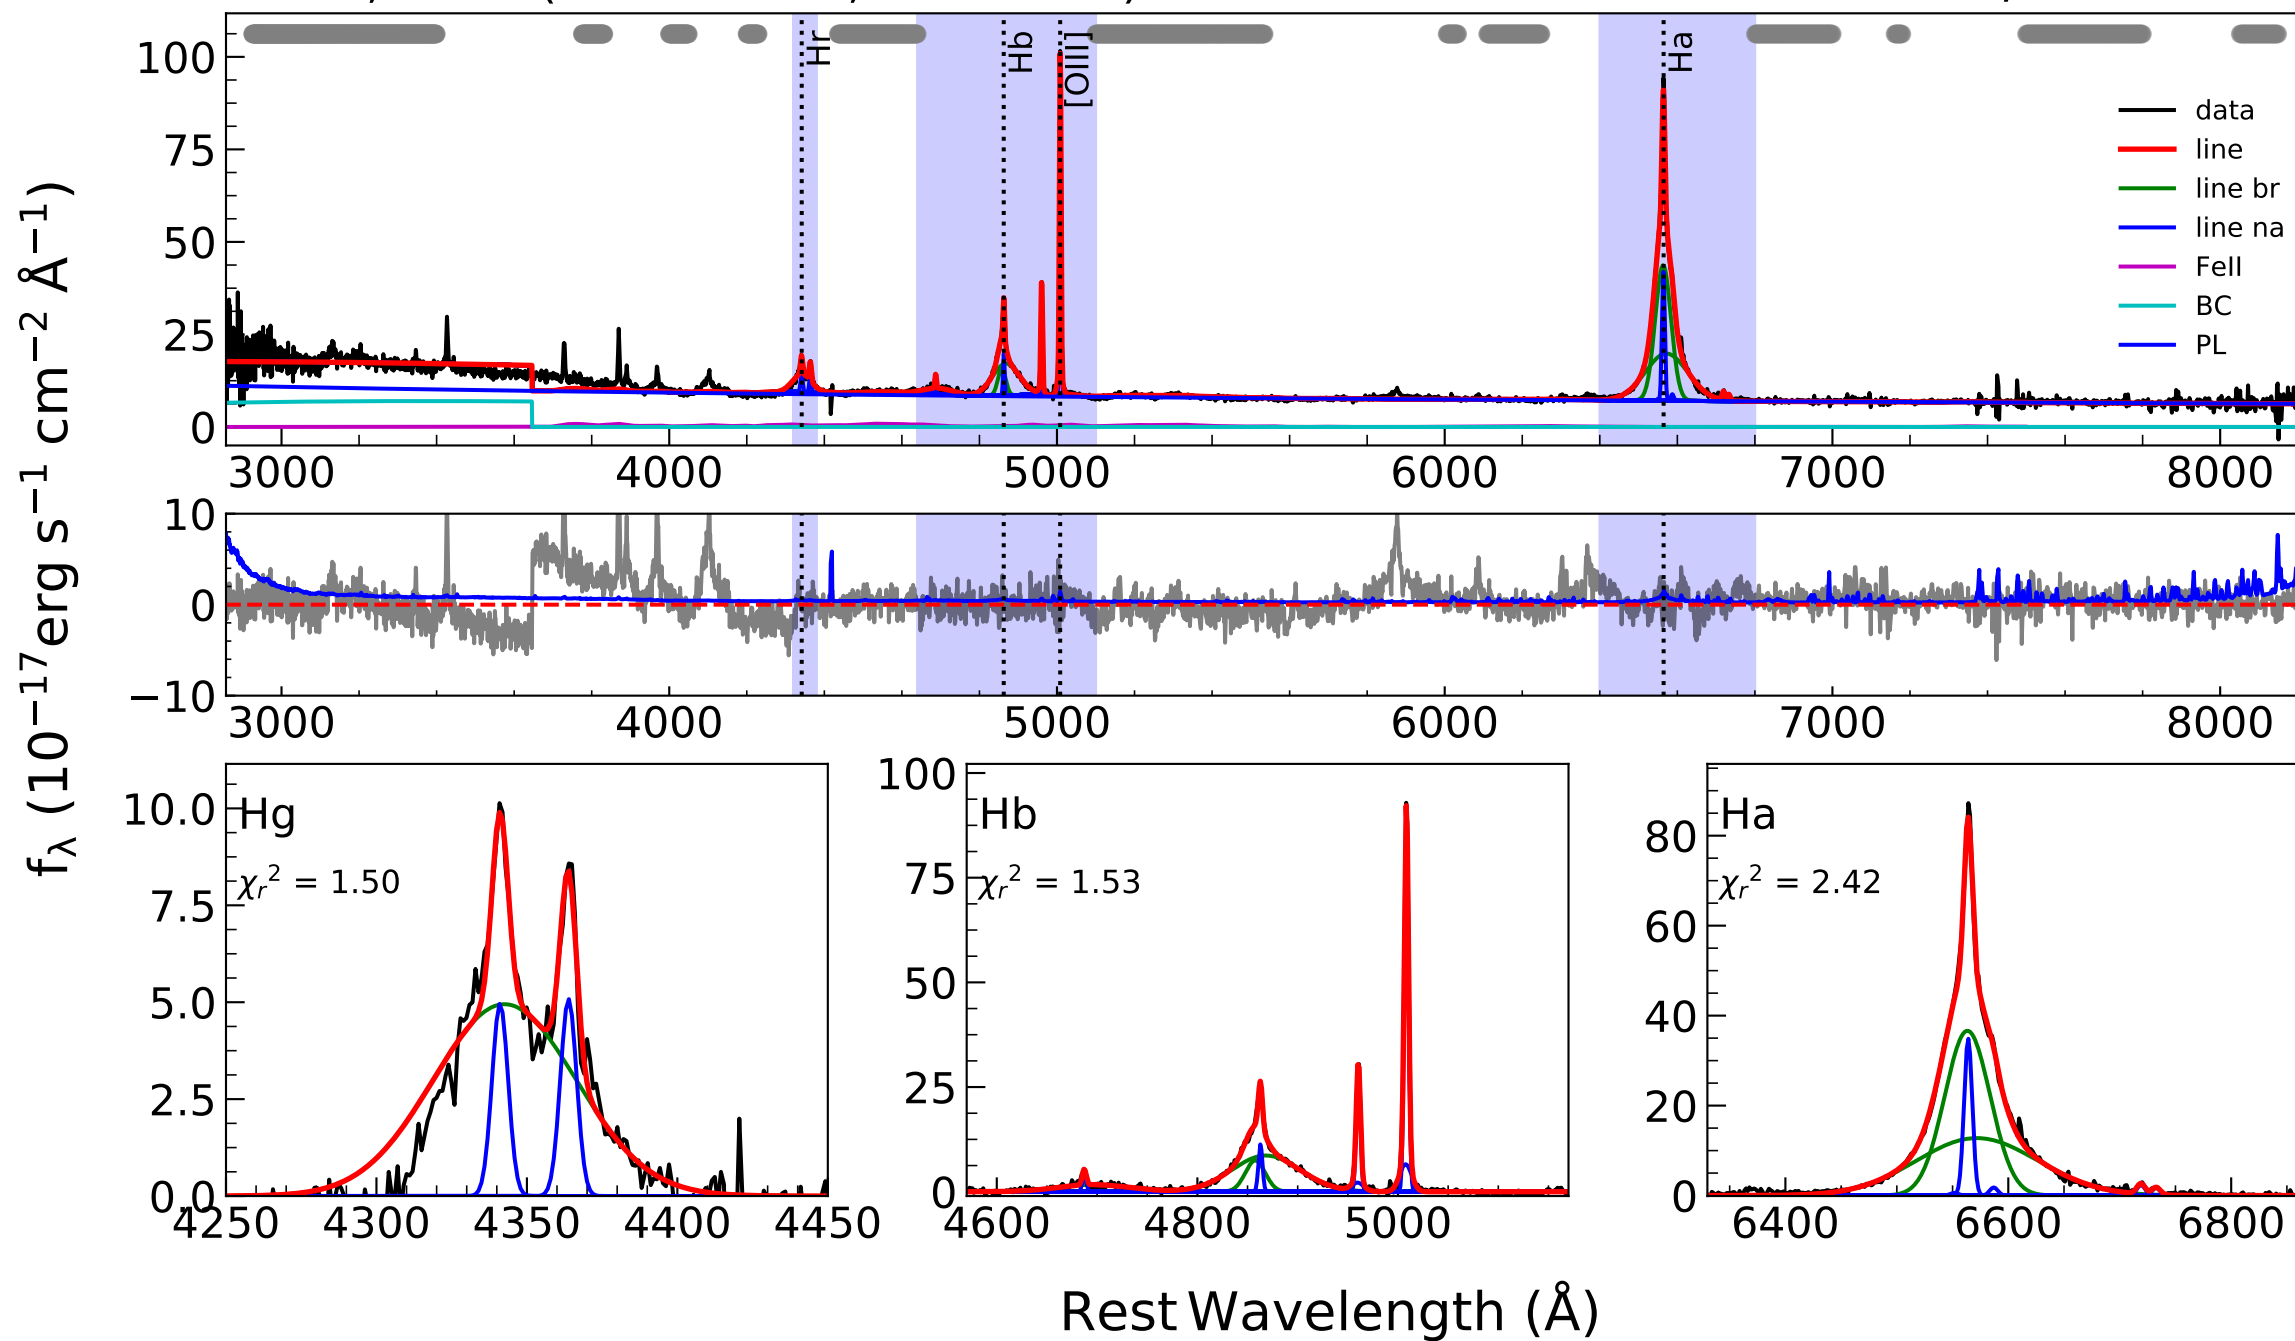 Hr
Hb
[OIII]
Ha
100
75
50
25
0
data
line
line br
line na
FeII
BC
PL
3000 4000 5000 6000 7000 8000
10
0
−10
3000 4000 5000 6000 7000 8000
fλ (10⁻¹⁷erg s⁻¹ cm⁻² Å⁻¹)
Hg
χᵣ² = 1.50
10.0
7.5
5.0
2.5
0.0
4250 4300 4350 4400 4450
Hb
χᵣ² = 1.53
100
75
50
25
0
4600 4800 5000
Ha
χᵣ² = 2.42
80
60
40
20
0
6400 6600 6800
Rest Wavelength (Å)